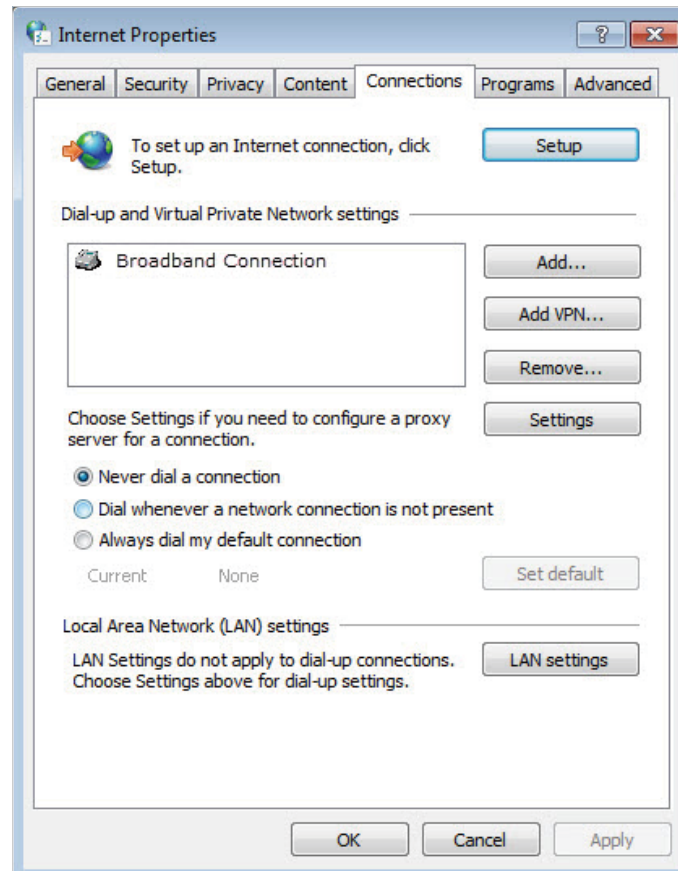 Internet Properties
General Security Privacy Content Connections Programs Advanced
To set up an Internet connection, click
Setup.
Setup
Dial-up and Virtual Private Network settings
Broadband Connection
Add...
Add VPN...
Remove...
Choose Settings if you need to configure a proxy
server for a connection.
Settings
Never dial a connection
Dial whenever a network connection is not present
Always dial my default connection
Current None
Set default
Local Area Network (LAN) settings
LAN Settings do not apply to dial-up connections.
Choose Settings above for dial-up settings.
LAN settings
OK Cancel Apply